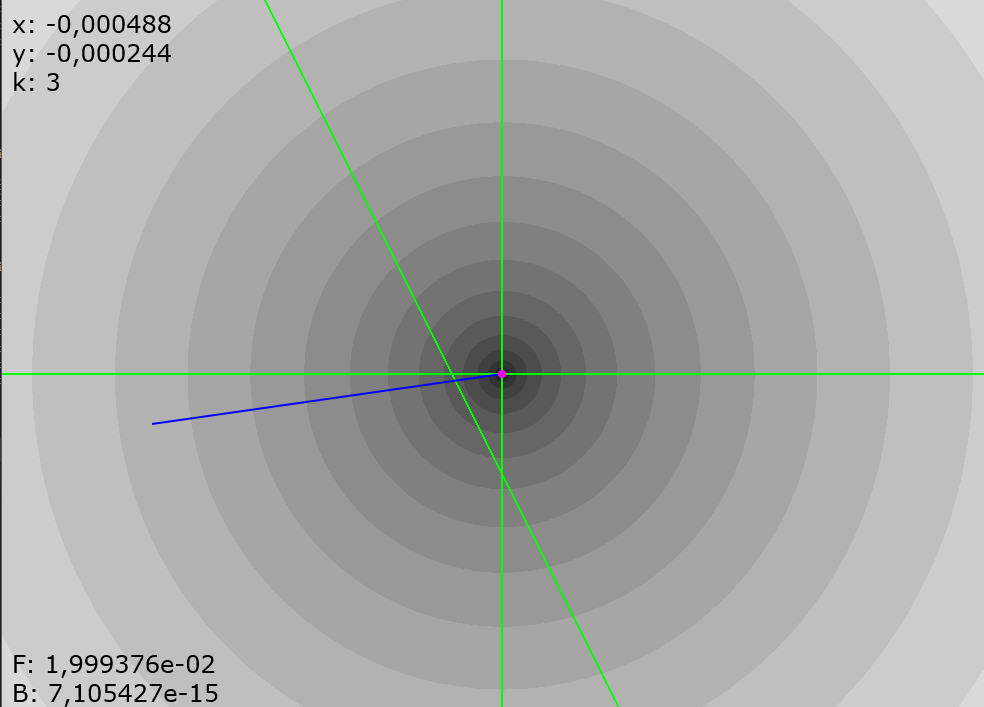 x: -0,000488
y: -0,000244
k: 3
F: 1,999376e-02
B: 7,105427e-15